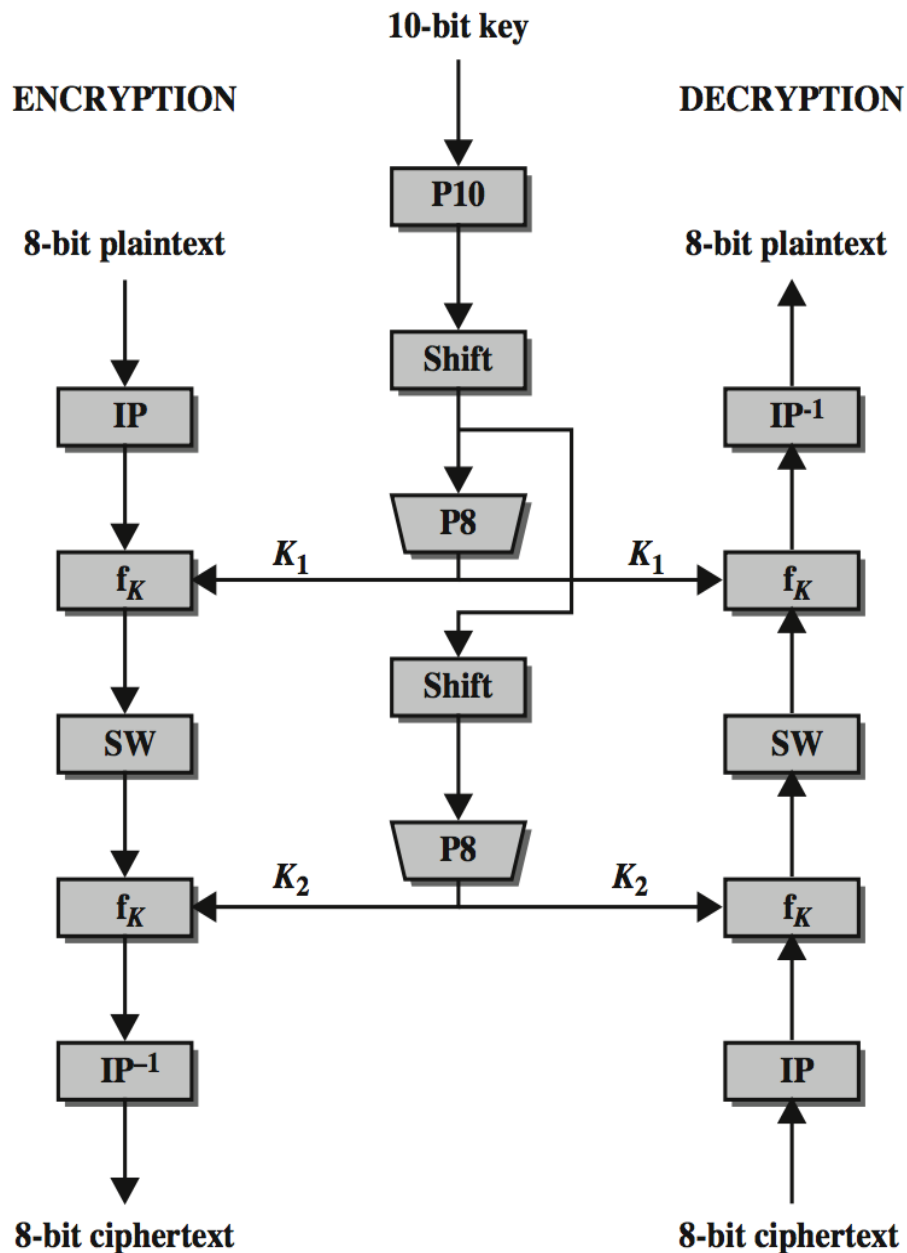 10-bit key
ENCRYPTION
DECRYPTION
P10
8-bit plaintext
8-bit plaintext
Shift
IP
IP-1
P8
K1
K1
fK
fK
Shift
SW
SW
P8
K2
K2
fK
fK
IP–1
IP
8-bit ciphertext
8-bit ciphertext